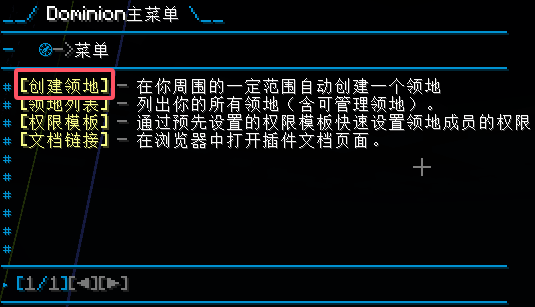 __/ Dominion主菜单 \__
— 🧭->菜单
# [创建领地] - 在你周围的一定范围自动创建一个领地
# [领地列表] - 列出你的所有领地（含可管理领地）。
# [权限模板] - 通过预先设置的权限模板快速设置领地成员的权限
# [文档链接] - 在浏览器中打开插件文档页面。
#
#
#
#
#
#
[1/1][◀][▶]